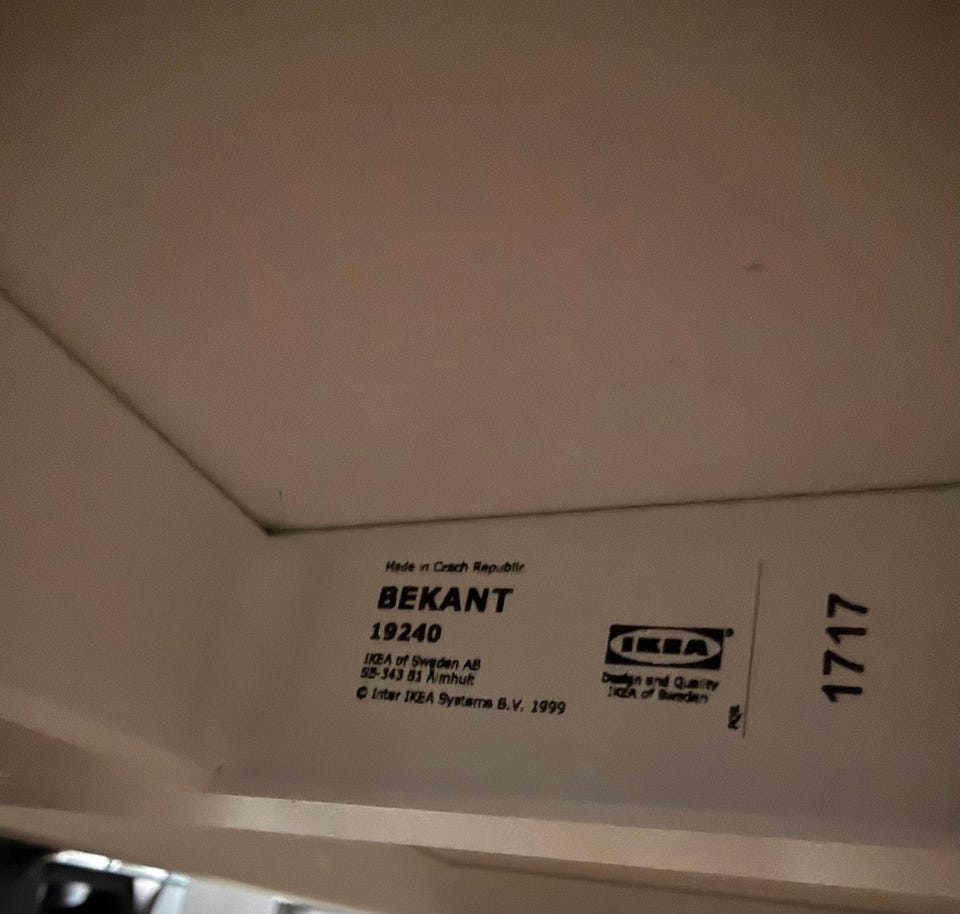 Made in Czech Republic
BEKANT
19240
IKEA of Sweden AB
SE-343 81 Älmhult
© Inter IKEA Systems B.V. 1999
IKEA®
Design and Quality
IKEA of Sweden
1717